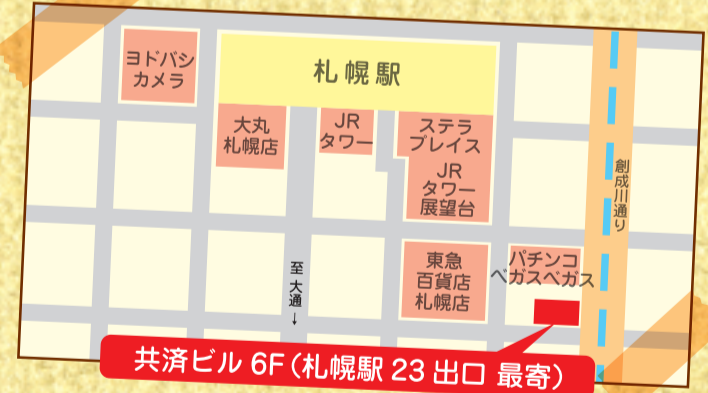 札幌駅
ヨドバシ
カメラ
大丸
札幌店
JR
タワー
ステラ
プレイス
JR
タワー
展望台
創成川通り
至 大通 ↓
東急
百貨店
札幌店
パチンコ
ベガスベガス
共済ビル 6F(札幌駅 23 出口 最寄)